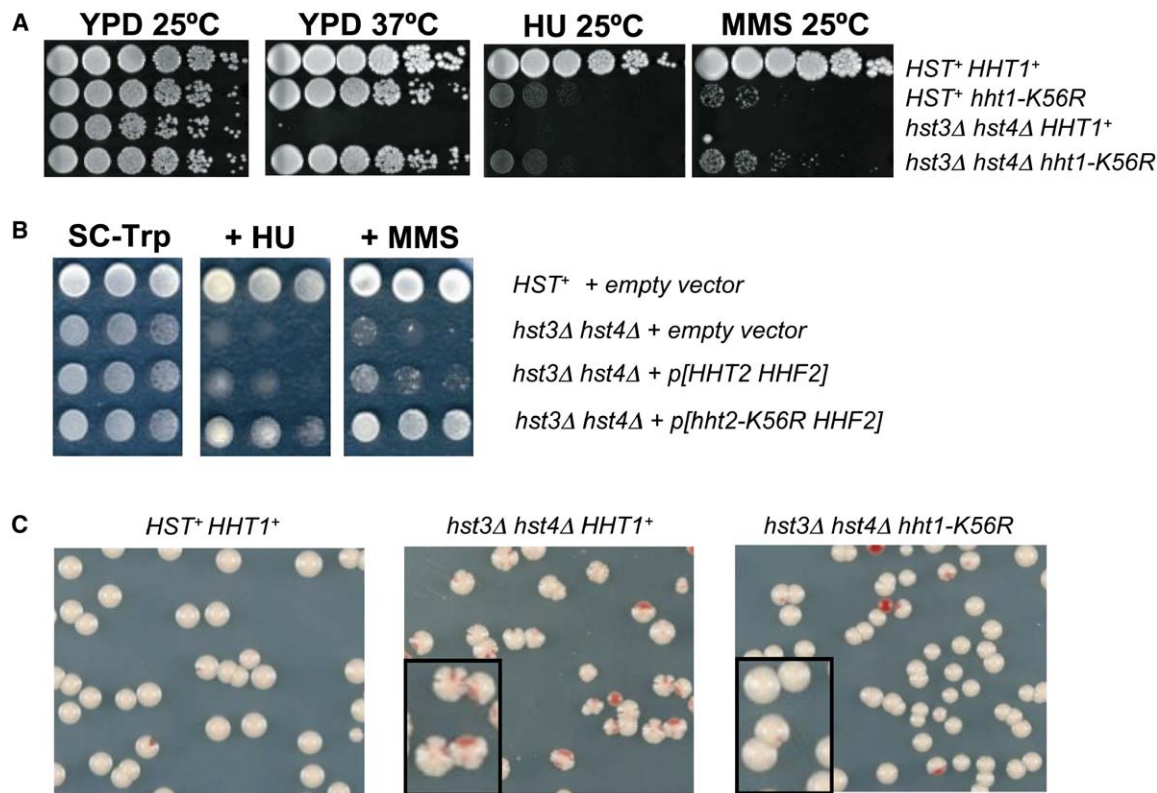 A
YPD 25ºC YPD 37ºC HU 25ºC MMS 25ºC
HST⁺ HHT1⁺
HST⁺ hht1-K56R
hst3Δ hst4Δ HHT1⁺
hst3Δ hst4Δ hht1-K56R
B
SC-Trp + HU + MMS
HST⁺ + empty vector
hst3Δ hst4Δ + empty vector
hst3Δ hst4Δ + p[HHT2 HHF2]
hst3Δ hst4Δ + p[hht2-K56R HHF2]
C
HST⁺ HHT1⁺ hst3Δ hst4Δ HHT1⁺ hst3Δ hst4Δ hht1-K56R